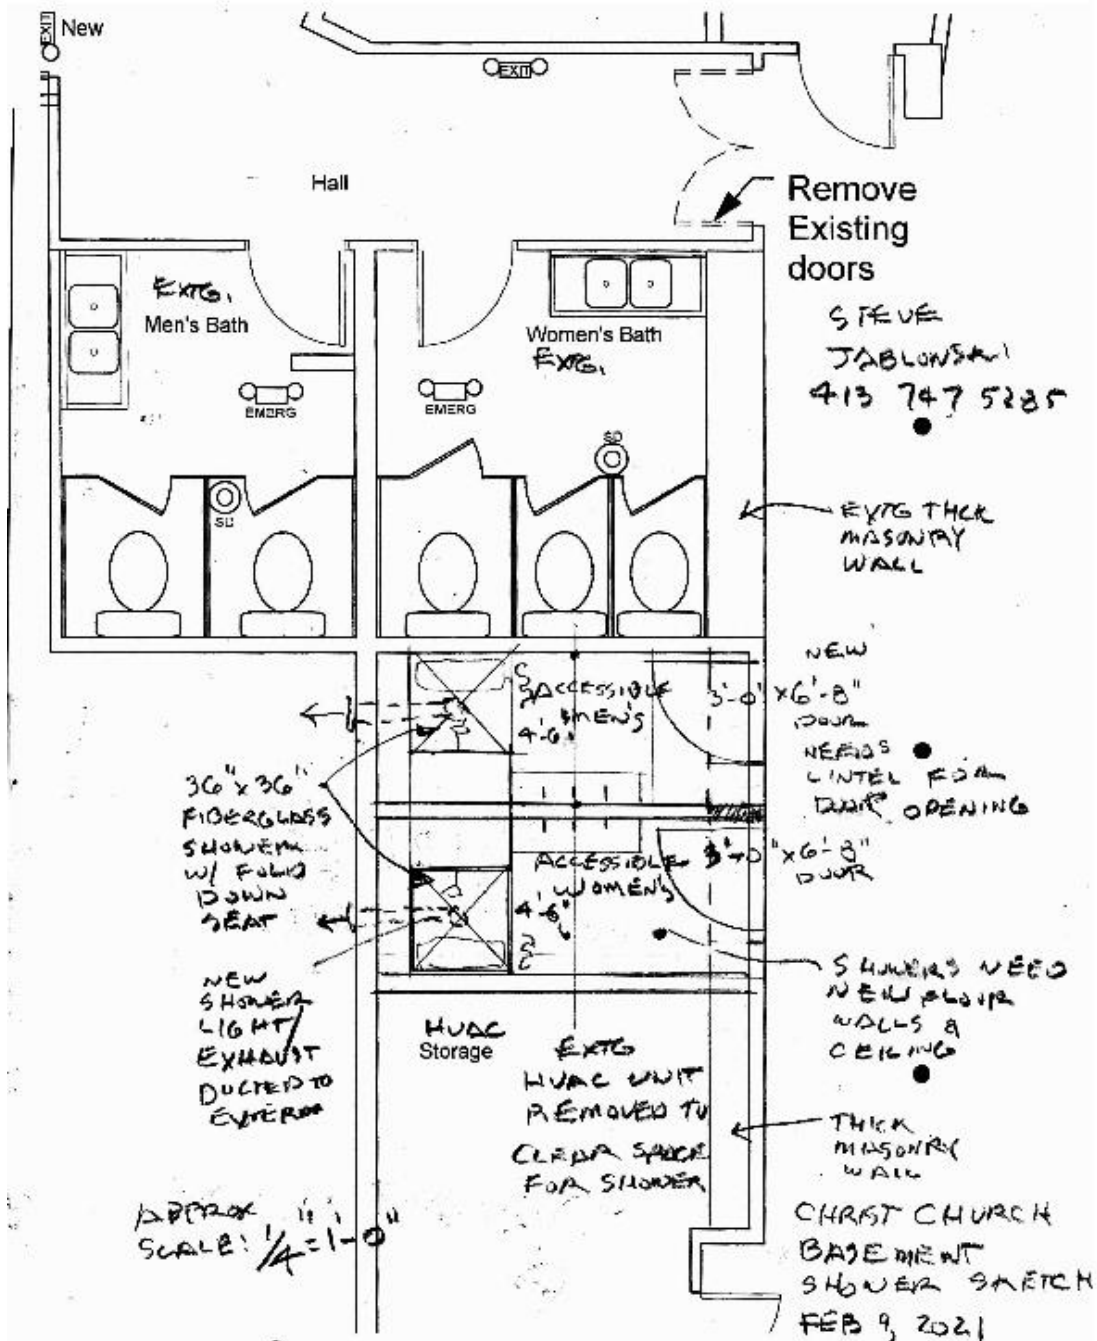 EXIT
New
EXIT
Hall
Remove
Existing
doors
EXTG.
Men's Bath
Women's Bath
EXTG.
STEVE
JABLONSKI
413 747 5285
EMERG
EMERG
SD
SD
EXTG THCK
MASONRY
WALL
NEW
3'-0" x 6'-8"
DOOR
NEEDS
LINTEL FOR
DOOR OPENING
ACCESSIBLE
MEN'S
4'-6"
36" x 36"
FIBERGLASS
SHOWER
W/ FOLD
DOWN
SEAT
ACCESSIBLE
WOMEN'S
4'-6"
3'-0" x 6'-8"
DOOR
NEW
SHOWER
LIGHT/
EXHAUST
DUCTED TO
EXTERIOR
SHOWERS NEED
NEW FLOOR
WALLS &
CEILING
HVAC
Storage
EXTG
HVAC UNIT
REMOVED TO
CLEAR SPACE
FOR SHOWER
THCK
MASONRY
WALL
APPROX
SCALE: 1/4" = 1'-0"
CHRIST CHURCH
BASEMENT
SHOWER SKETCH
FEB 9, 2021